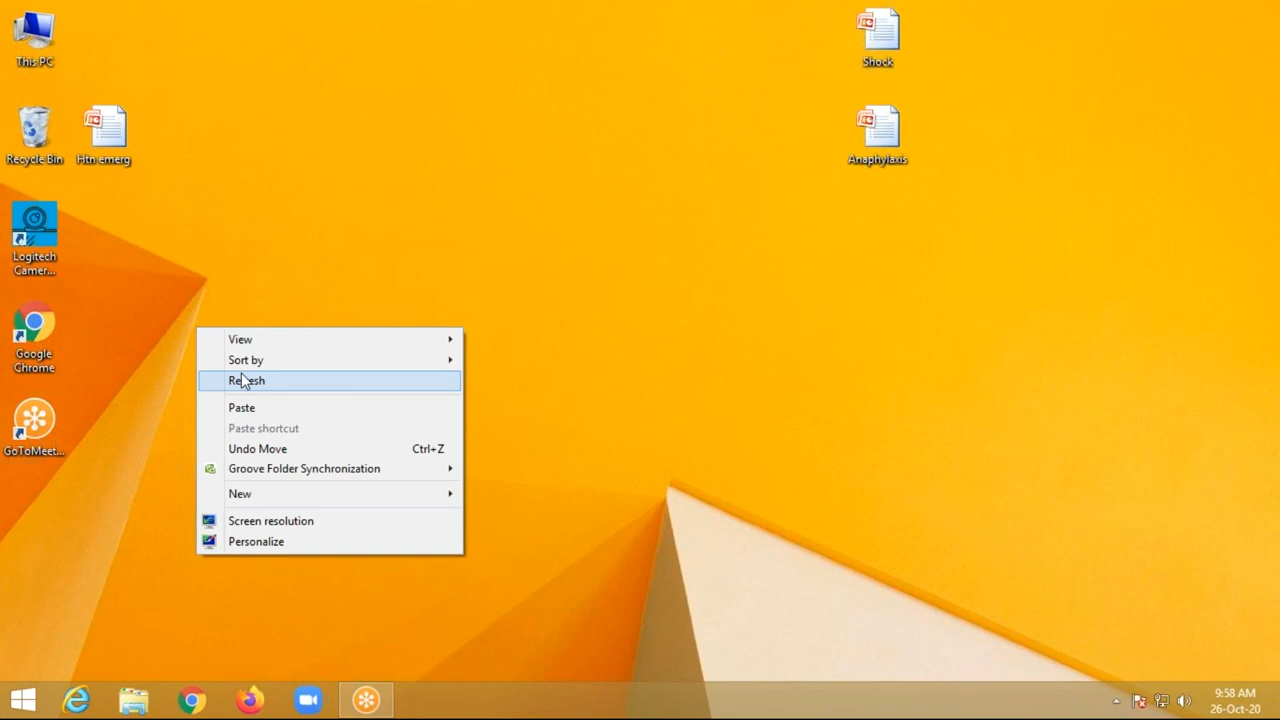 This PC
Shock
Recycle Bin
Htn emerg
Anaphylaxis
Logitech
Camer...
Google
Chrome
GoToMeet...
View
Sort by
Refresh
Paste
Paste shortcut
Undo Move Ctrl+Z
Groove Folder Synchronization
New
Screen resolution
Personalize
9:58 AM
26-Oct-20